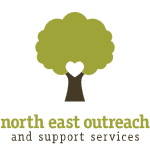 north east outreach
and support services